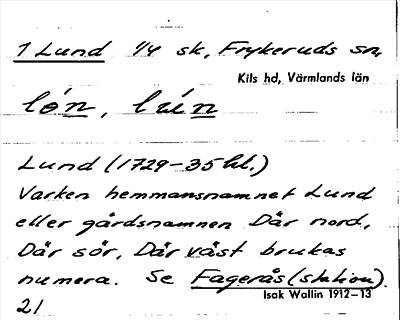 1 Lund 1/4 sk, Frykeruds sn,
Kils hd, Värmlands län
lón, lún
Lund (1729–35 hl.)
Varken hemmansnamnet Lund
eller gårdsnamnen Där nord,
Där sör, Där väst brukas
numera. Se Fagerås (station).
Isak Wallin 1912–13
21